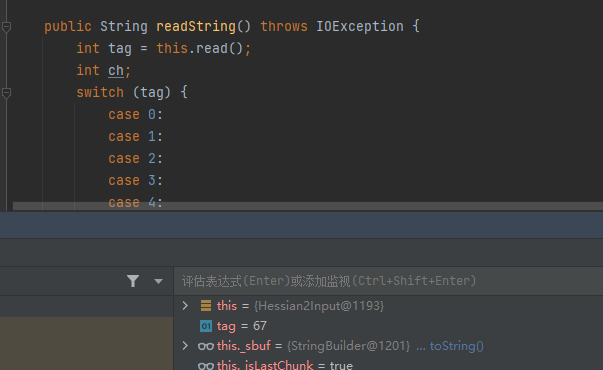 public String readString() throws IOException {
int tag = this.read();
int ch;
switch (tag) {
case 0:
case 1:
case 2:
case 3:
case 4:
评估表达式(Enter)或添加监视(Ctrl+Shift+Enter)
this = {Hessian2Input@1193}
01 tag = 67
this._sbuf = {StringBuilder@1201} ... toString()
this._isLastChunk = true